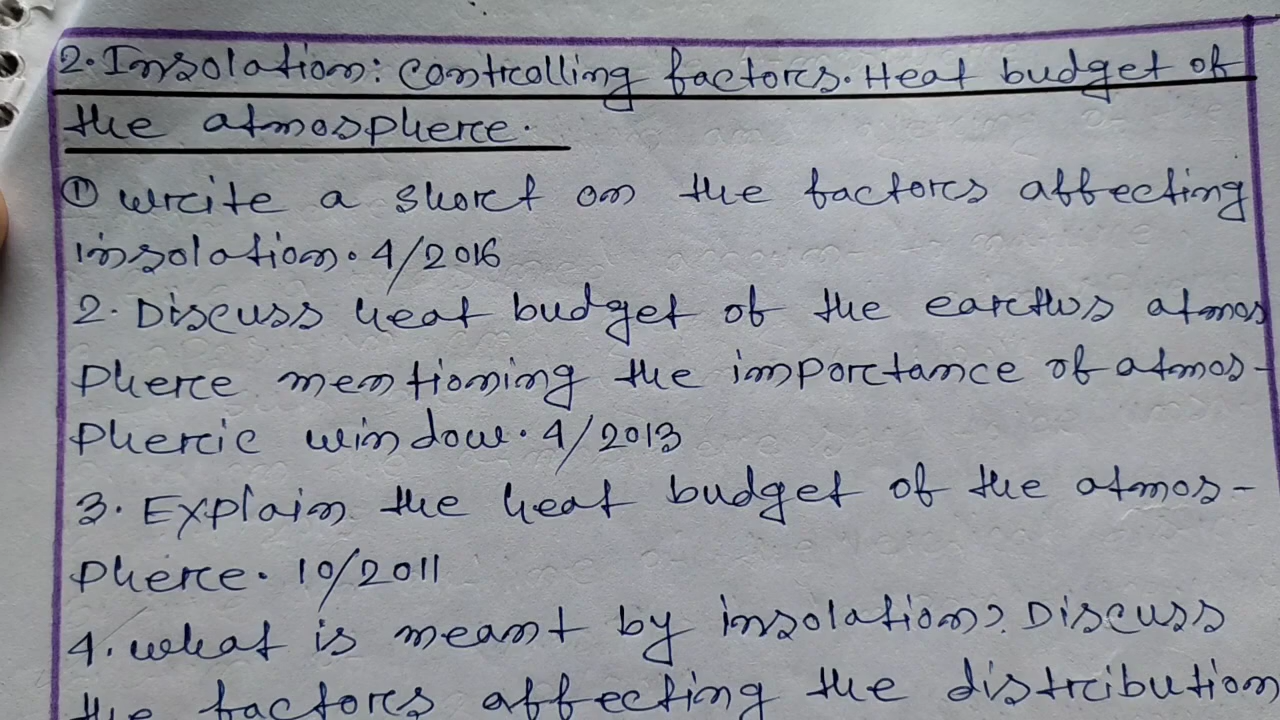 2. Insolation: Controlling factors. Heat budget of
the atmosphere.
① Write a short on the factors affecting
insolation. 4/2016
2. Discuss heat budget of the earths atmos
phere mentioning the importance of atmos-
pheric window. 4/2013
3. Explain the heat budget of the atmos-
phere. 10/2011
4. What is meant by insolation? Discuss
the factors affecting the distribution